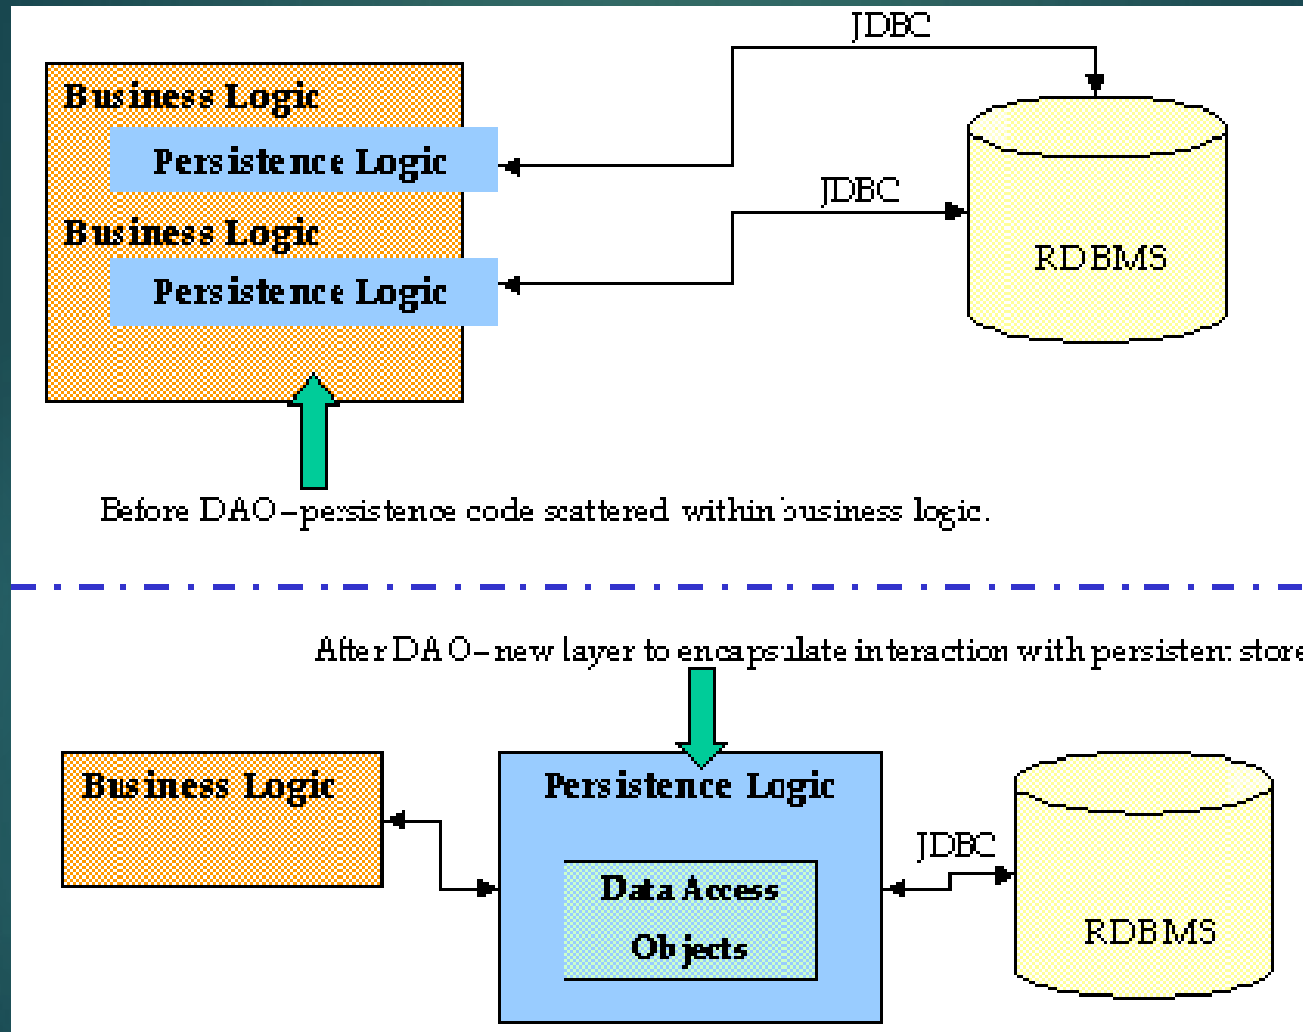 JDBC
Business Logic
Persistence Logic
JDBC
Business Logic
RDBMS
Persistence Logic
Before DAO–persistence code scattered within business logic.
After DAO–new layer to encapsulate interaction with persistent store
Business Logic
Persistence Logic
JDBC
Data Access
Objects
RDBMS